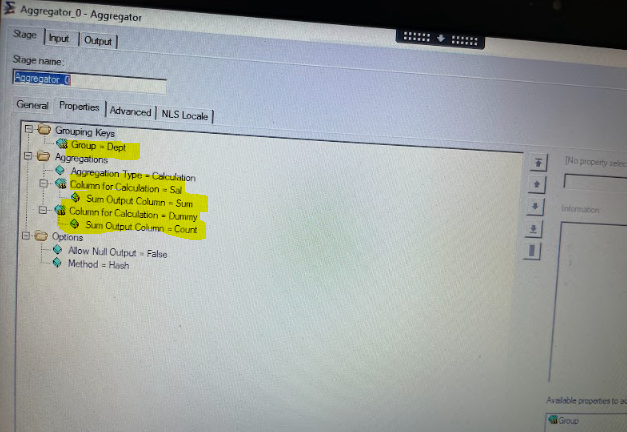 Aggregator_0 - Aggregator
Stage Input Output
Stage name:
Aggregator_0
General Properties Advanced NLS Locale
Grouping Keys
Group = Dept
Aggregations
Aggregation Type = Calculation
Column for Calculation = Sal
Sum Output Column = Sum
Column for Calculation = Dummy
Sum Output Column = Count
Options
Allow Null Output = False
Method = Hash
[No property selec
Information:
Available properties to ad
Group